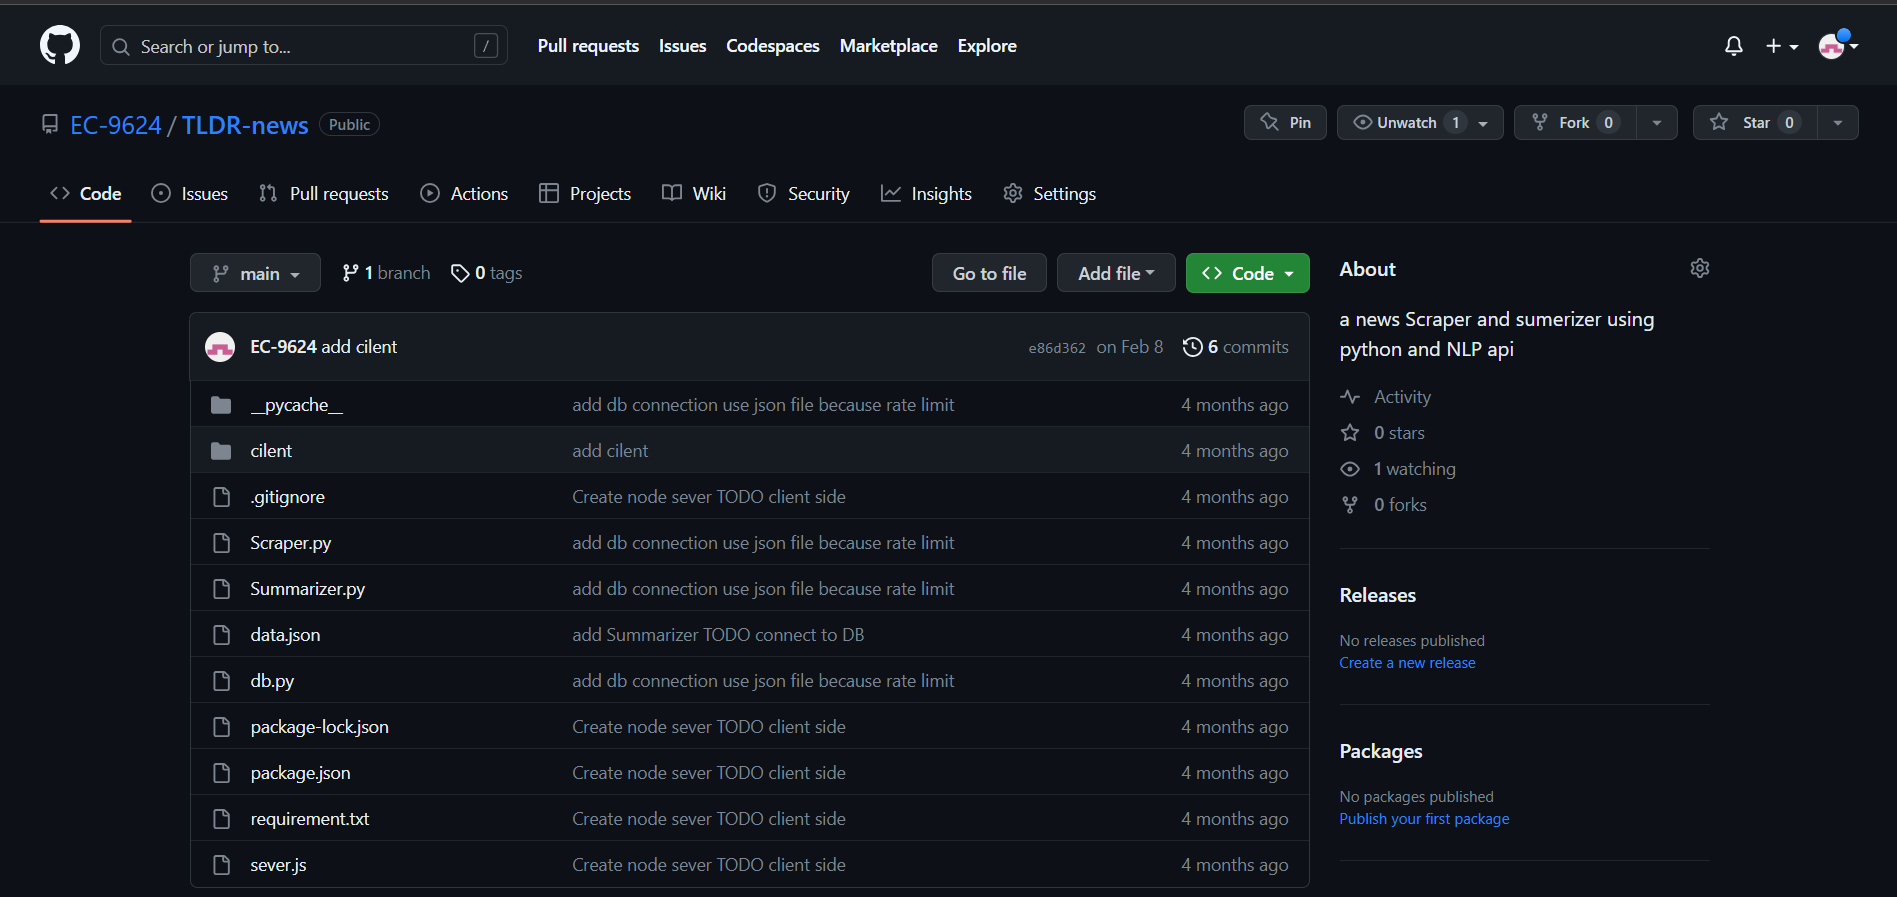 Search or jump to... /
Pull requests Issues Codespaces Marketplace Explore
EC-9624 / TLDR-news Public
Pin Unwatch 1 Fork 0 Star 0
Code Issues Pull requests Actions Projects Wiki Security Insights Settings
main 1 branch 0 tags Go to file Add file Code
EC-9624 add cilent e86d362 on Feb 8 6 commits
__pycache__ add db connection use json file because rate limit 4 months ago
cilent add cilent 4 months ago
.gitignore Create node sever TODO client side 4 months ago
Scraper.py add db connection use json file because rate limit 4 months ago
Summarizer.py add db connection use json file because rate limit 4 months ago
data.json add Summarizer TODO connect to DB 4 months ago
db.py add db connection use json file because rate limit 4 months ago
package-lock.json Create node sever TODO client side 4 months ago
package.json Create node sever TODO client side 4 months ago
requirement.txt Create node sever TODO client side 4 months ago
sever.js Create node sever TODO client side 4 months ago
About
a news Scraper and sumerizer using
python and NLP api
Activity
0 stars
1 watching
0 forks
Releases
No releases published
Create a new release
Packages
No packages published
Publish your first package